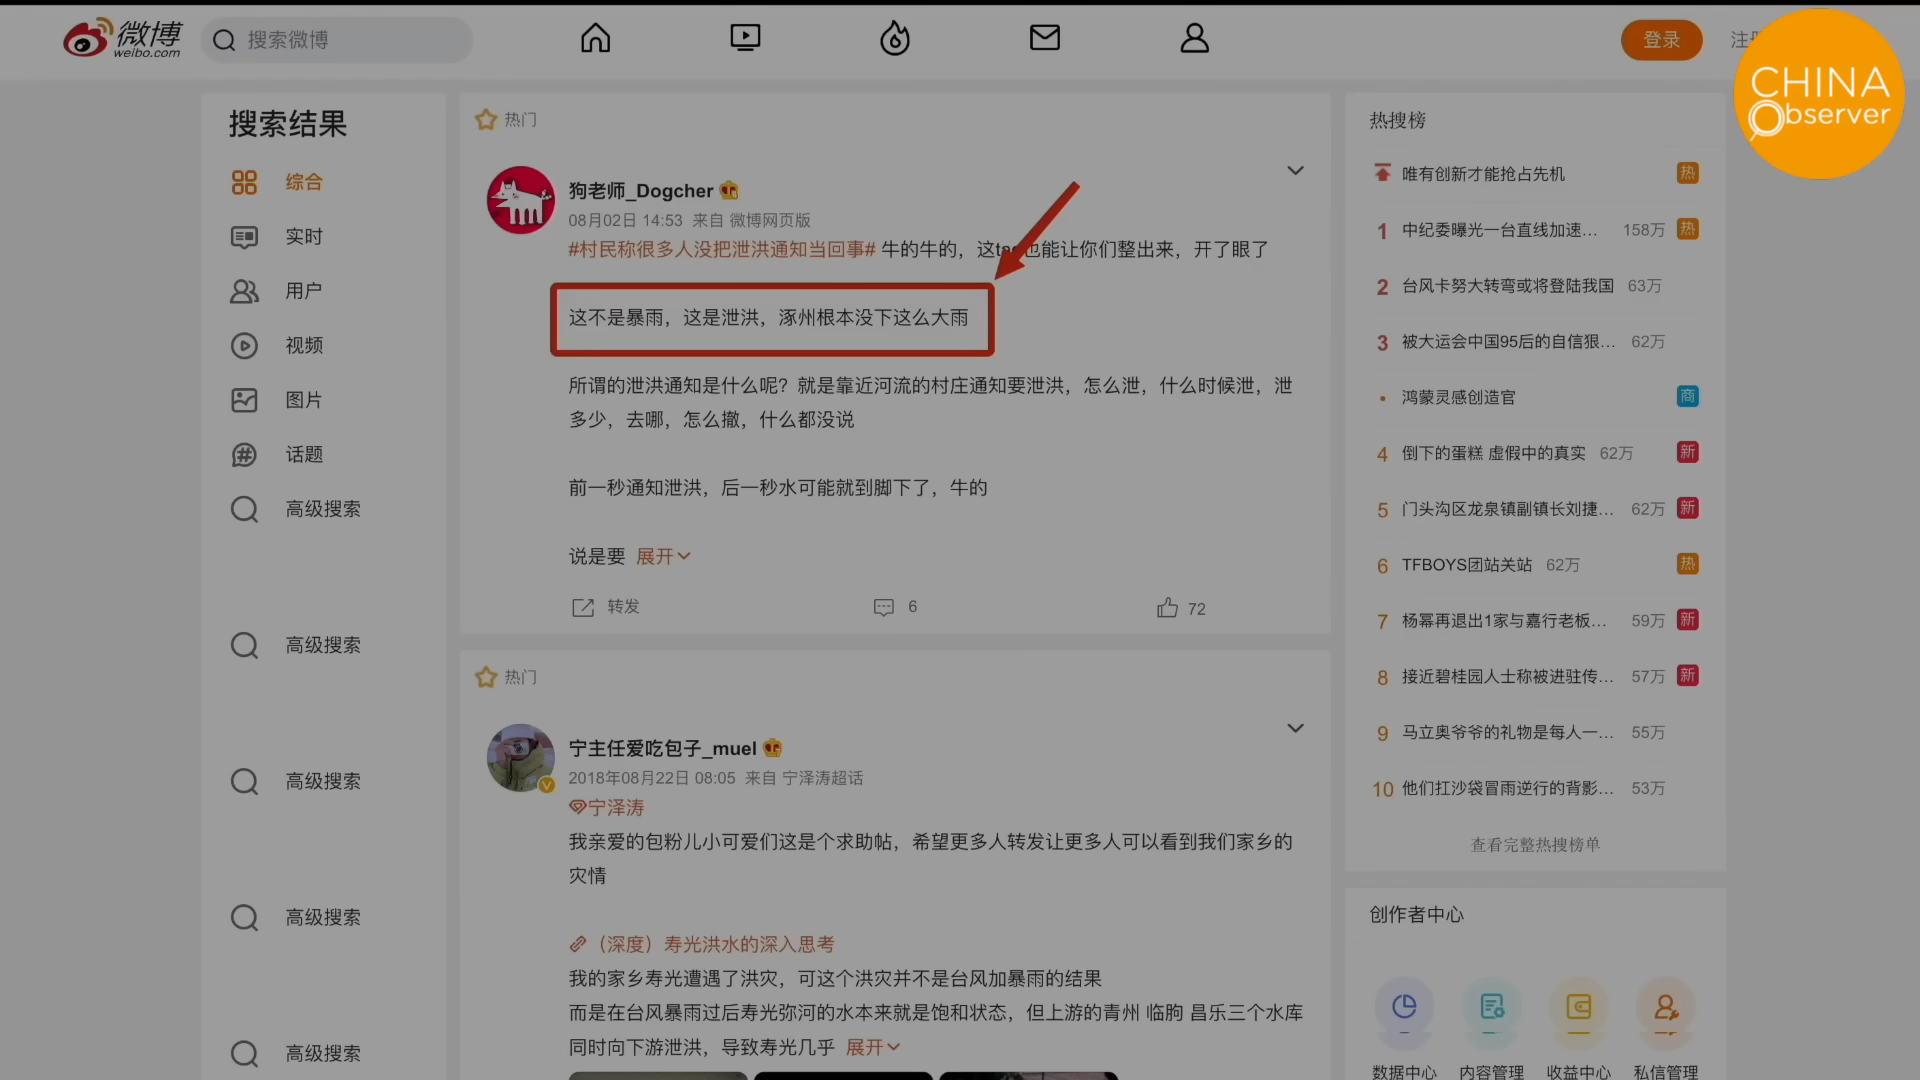 微博
weibo.com
搜索微博
登录
CHINA
Observer
搜索结果
综合
实时
用户
视频
图片
话题
高级搜索
高级搜索
高级搜索
高级搜索
高级搜索
热门
狗老师_Dogcher
08月02日 14:53 来自 微博网页版
#村民称很多人没把泄洪通知当回事# 牛的牛的，这tag也能让你们整出来，开了眼了
这不是暴雨，这是泄洪，涿州根本没下这么大雨
所谓的泄洪通知是什么呢？就是靠近河流的村庄通知要泄洪，怎么泄，什么时候泄，泄
多少，去哪，怎么撤，什么都没说
前一秒通知泄洪，后一秒水可能就到脚下了，牛的
说是要 展开
转发
6
72
热门
宁主任爱吃包子_muel
2018年08月22日 08:05 来自 宁泽涛超话
宁泽涛
我亲爱的包粉儿小可爱们这是个求助帖，希望更多人转发让更多人可以看到我们家乡的
灾情
（深度）寿光洪水的深入思考
我的家乡寿光遭遇了洪灾，可这个洪灾并不是台风加暴雨的结果
而是在台风暴雨过后寿光弥河的水本来就是饱和状态，但上游的青州 临朐 昌乐三个水库
同时向下游泄洪，导致寿光几乎 展开
热搜榜
唯有创新才能抢占先机 热
1 中纪委曝光一台直线加速... 158万 热
2 台风卡努大转弯或将登陆我国 63万
3 被大运会中国95后的自信狠... 62万
• 鸿蒙灵感创造官 商
4 倒下的蛋糕 虚假中的真实 62万 新
5 门头沟区龙泉镇副镇长刘捷... 62万 新
6 TFBOYS团站关站 62万 热
7 杨幂再退出1家与嘉行老板... 59万 新
8 接近碧桂园人士称被进驻传... 57万 新
9 马立奥爷爷的礼物是每人一... 55万
10 他们扛沙袋冒雨逆行的背影... 53万
查看完整热搜榜单
创作者中心
数据中心 内容管理 收益中心 私信管理